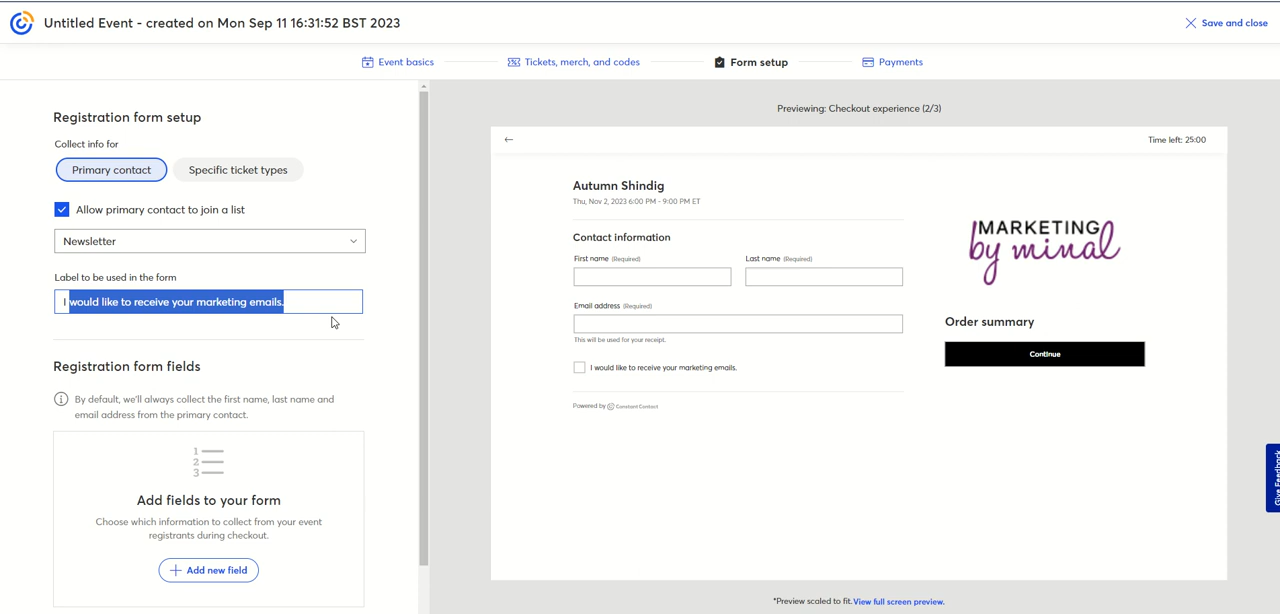 Untitled Event - created on Mon Sep 11 16:31:52 BST 2023
Save and close
Event basics
Tickets, merch, and codes
Form setup
Payments
Registration form setup
Collect info for
Primary contact
Specific ticket types
Allow primary contact to join a list
Newsletter
Label to be used in the form
I would like to receive your marketing emails.
Registration form fields
By default, we'll always collect the first name, last name and
email address from the primary contact.
1
2
3
Add fields to your form
Choose which information to collect from your event
registrants during checkout.
Add new field
Previewing: Checkout experience (2/3)
Time left: 25:00
Autumn Shindig
Thu, Nov 2, 2023 6:00 PM - 9:00 PM ET
Contact information
First name (Required)
Last name (Required)
Email address (Required)
This will be used for your receipt.
I would like to receive your marketing emails.
Powered by Constant Contact
MARKETING
by minal
Order summary
Continue
*Preview scaled to fit. View full screen preview.
Give Feedback